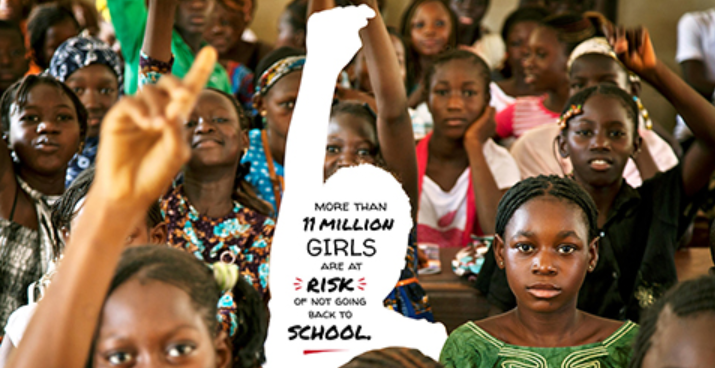 MORE THAN
11 MILLION
GIRLS
ARE AT
RISK
OF NOT GOING
BACK TO
SCHOOL.